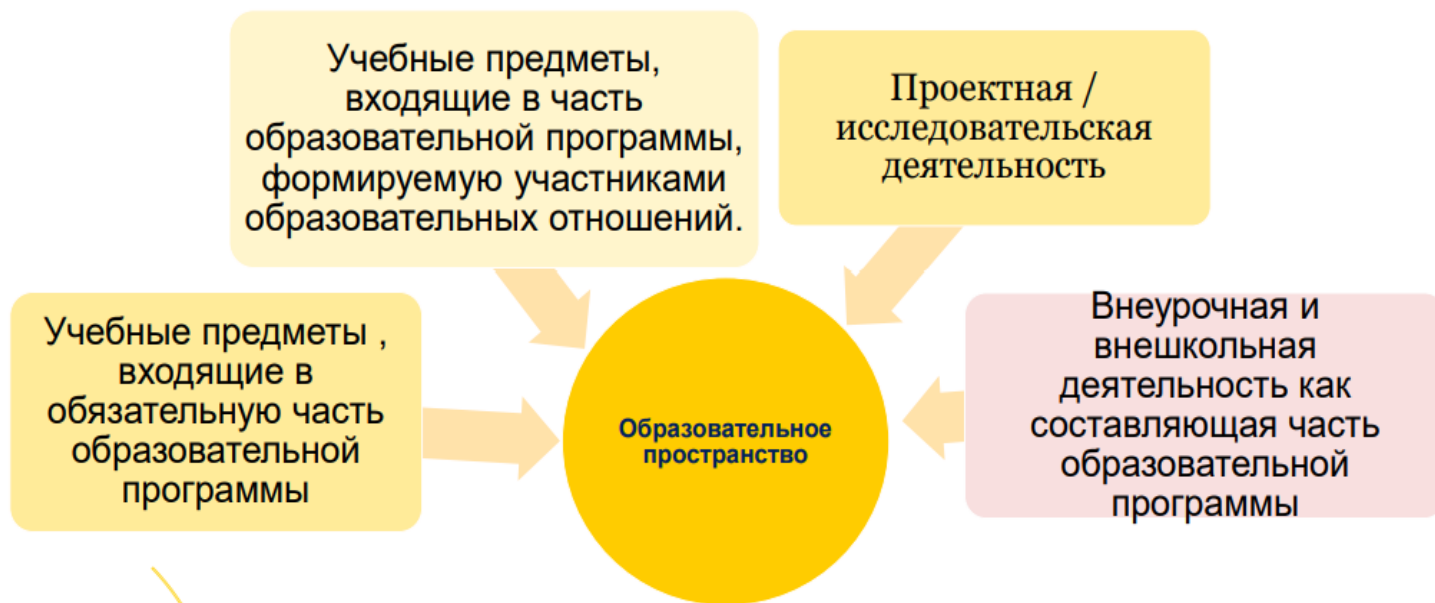 Учебные предметы,
входящие в часть
образовательной программы,
формируемую участниками
образовательных отношений.
Проектная /
исследовательская
деятельность
Учебные предметы ,
входящие в
обязательную часть
образовательной
программы
Образовательное
пространство
Внеурочная и
внешкольная
деятельность как
составляющая часть
образовательной
программы